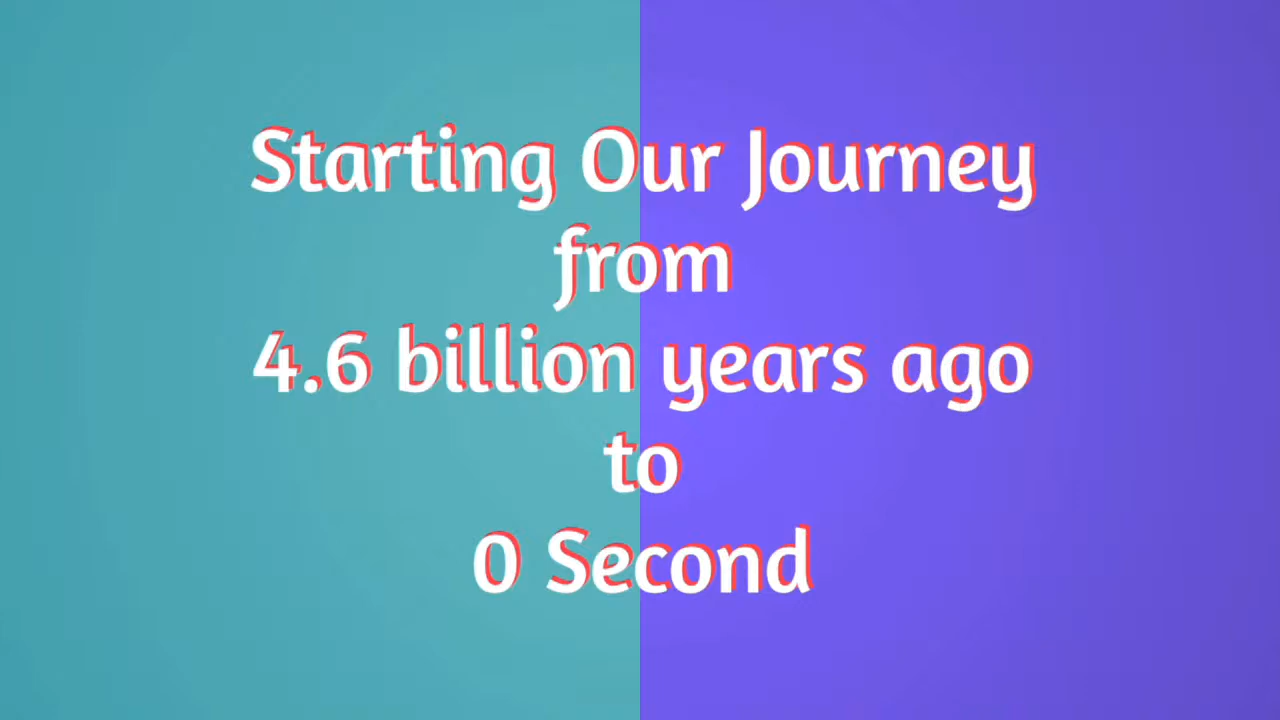 Starting Our Journey
from
4.6 billion years ago
to
0 Second